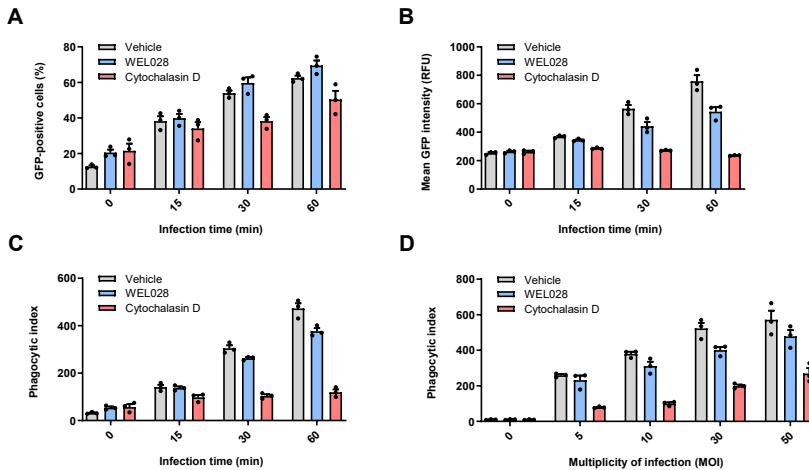 A
GFP-positive cells (%)
80
60
40
20
0
Vehicle
WEL028
Cytochalasin D
0
15
30
60
Infection time (min)
B
Mean GFP intensity (RFU)
1000
800
600
400
200
0
Vehicle
WEL028
Cytochalasin D
0
15
30
60
Infection time (min)
C
Phagocytic index
600
400
200
0
Vehicle
WEL028
Cytochalasin D
0
15
30
60
Infection time (min)
D
Phagocytic index
800
600
400
200
0
Vehicle
WEL028
Cytochalasin D
0
5
10
30
50
Multiplicity of infection (MOI)